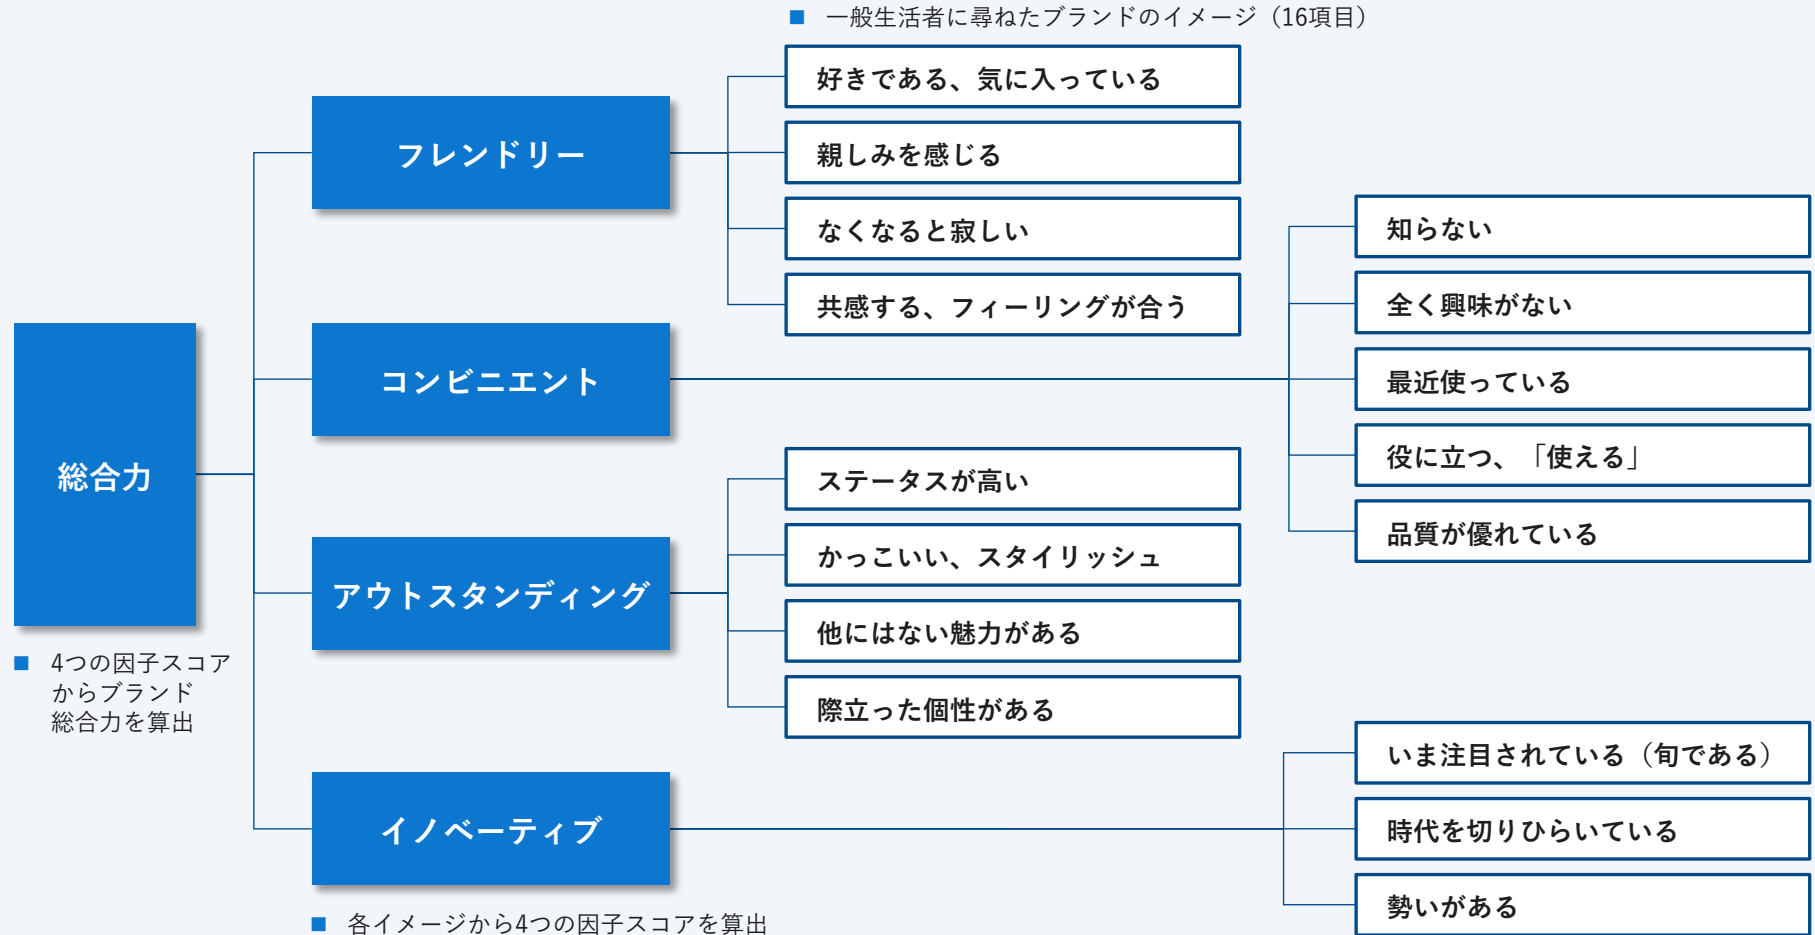 ■ 一般生活者に尋ねたブランドのイメージ（16項目）
総合力
■ 4つの因子スコア
からブランド
総合力を算出
フレンドリー
好きである、気に入っている
親しみを感じる
なくなると寂しい
共感する、フィーリングが合う
コンビニエント
知らない
全く興味がない
最近使っている
役に立つ、「使える」
品質が優れている
アウトスタンディング
ステータスが高い
かっこいい、スタイリッシュ
他にはない魅力がある
際立った個性がある
イノベーティブ
いま注目されている（旬である）
時代を切りひらいている
勢いがある
■ 各イメージから4つの因子スコアを算出